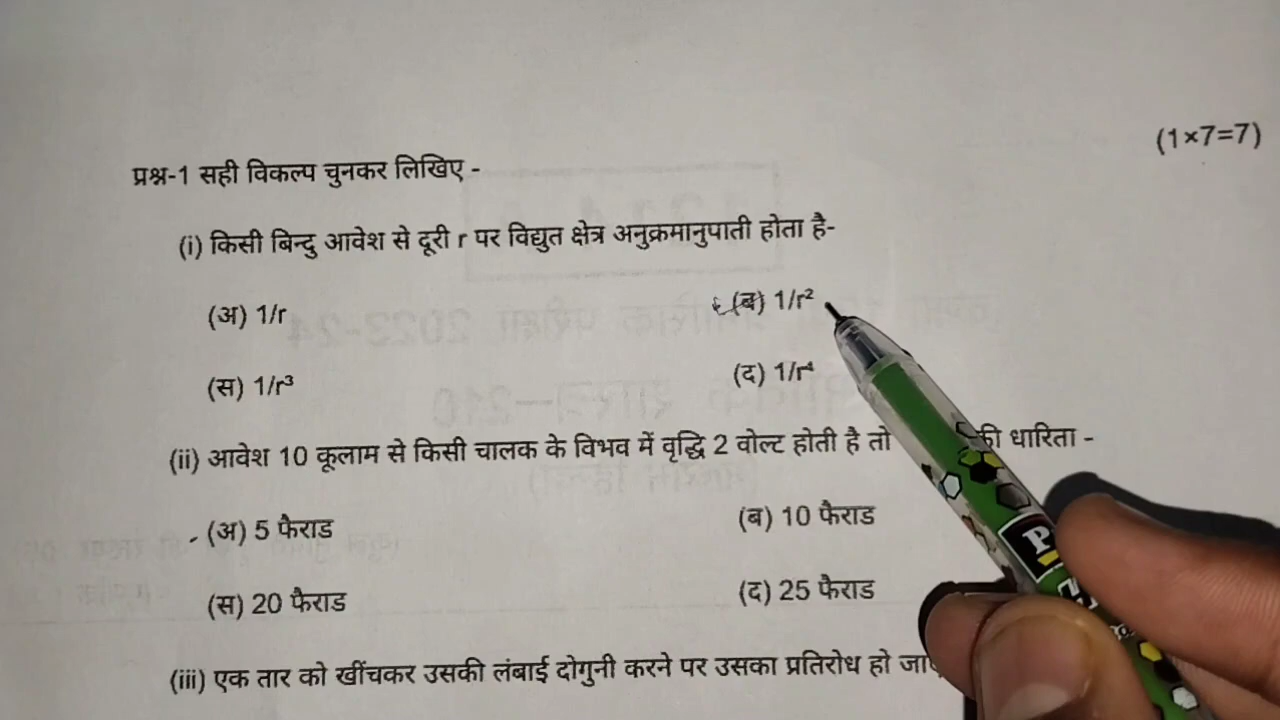 (1×7=7)
प्रश्न-1 सही विकल्प चुनकर लिखिए -
(i) किसी बिन्दु आवेश से दूरी r पर विद्युत क्षेत्र अनुक्रमानुपाती होता है-
(अ) 1/r (ब) 1/r²
(स) 1/r³ (द) 1/r⁴
(ii) आवेश 10 कूलाम से किसी चालक के विभव में वृद्धि 2 वोल्ट होती है तो की धारिता -
(अ) 5 फैराड (ब) 10 फैराड
(स) 20 फैराड (द) 25 फैराड
(iii) एक तार को खींचकर उसकी लंबाई दोगुनी करने पर उसका प्रतिरोध हो